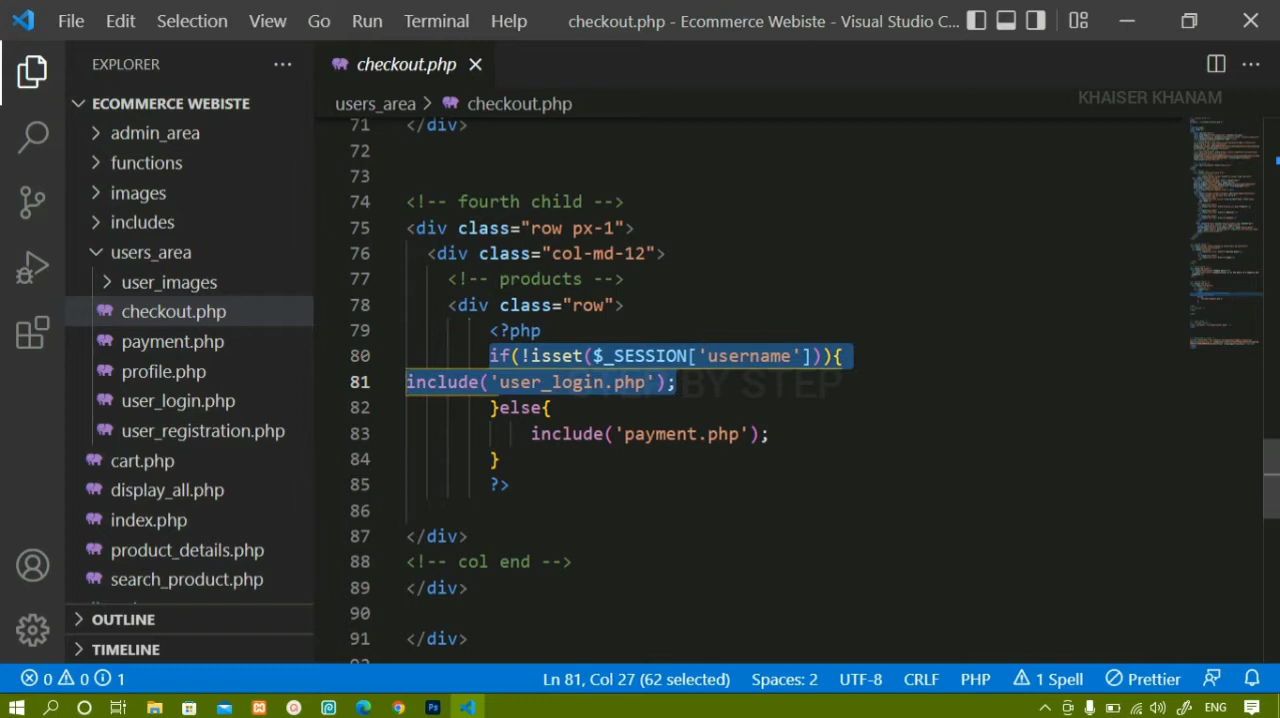 File Edit Selection View Go Run Terminal Help checkout.php - Ecommerce Webiste - Visual Studio C...
EXPLORER ...
ECOMMERCE WEBISTE
admin_area
functions
images
includes
users_area
user_images
checkout.php
payment.php
profile.php
user_login.php
user_registration.php
cart.php
display_all.php
index.php
product_details.php
search_product.php
OUTLINE
TIMELINE
checkout.php
users_area > checkout.php
KHAISER KHANAM
71 </div>
72
73
74 <!-- fourth child -->
75 <div class="row px-1">
76 <div class="col-md-12">
77 <!-- products -->
78 <div class="row">
79 <?php
80 if(!isset($_SESSION['username'])){
81 include('user_login.php');
STEP BY STEP
82 }else{
83 include('payment.php');
84 }
85 ?>
86
87 </div>
88 <!-- col end -->
89 </div>
90
91 </div>
0 0 1 Ln 81, Col 27 (62 selected) Spaces: 2 UTF-8 CRLF PHP 1 Spell Prettier
ENG